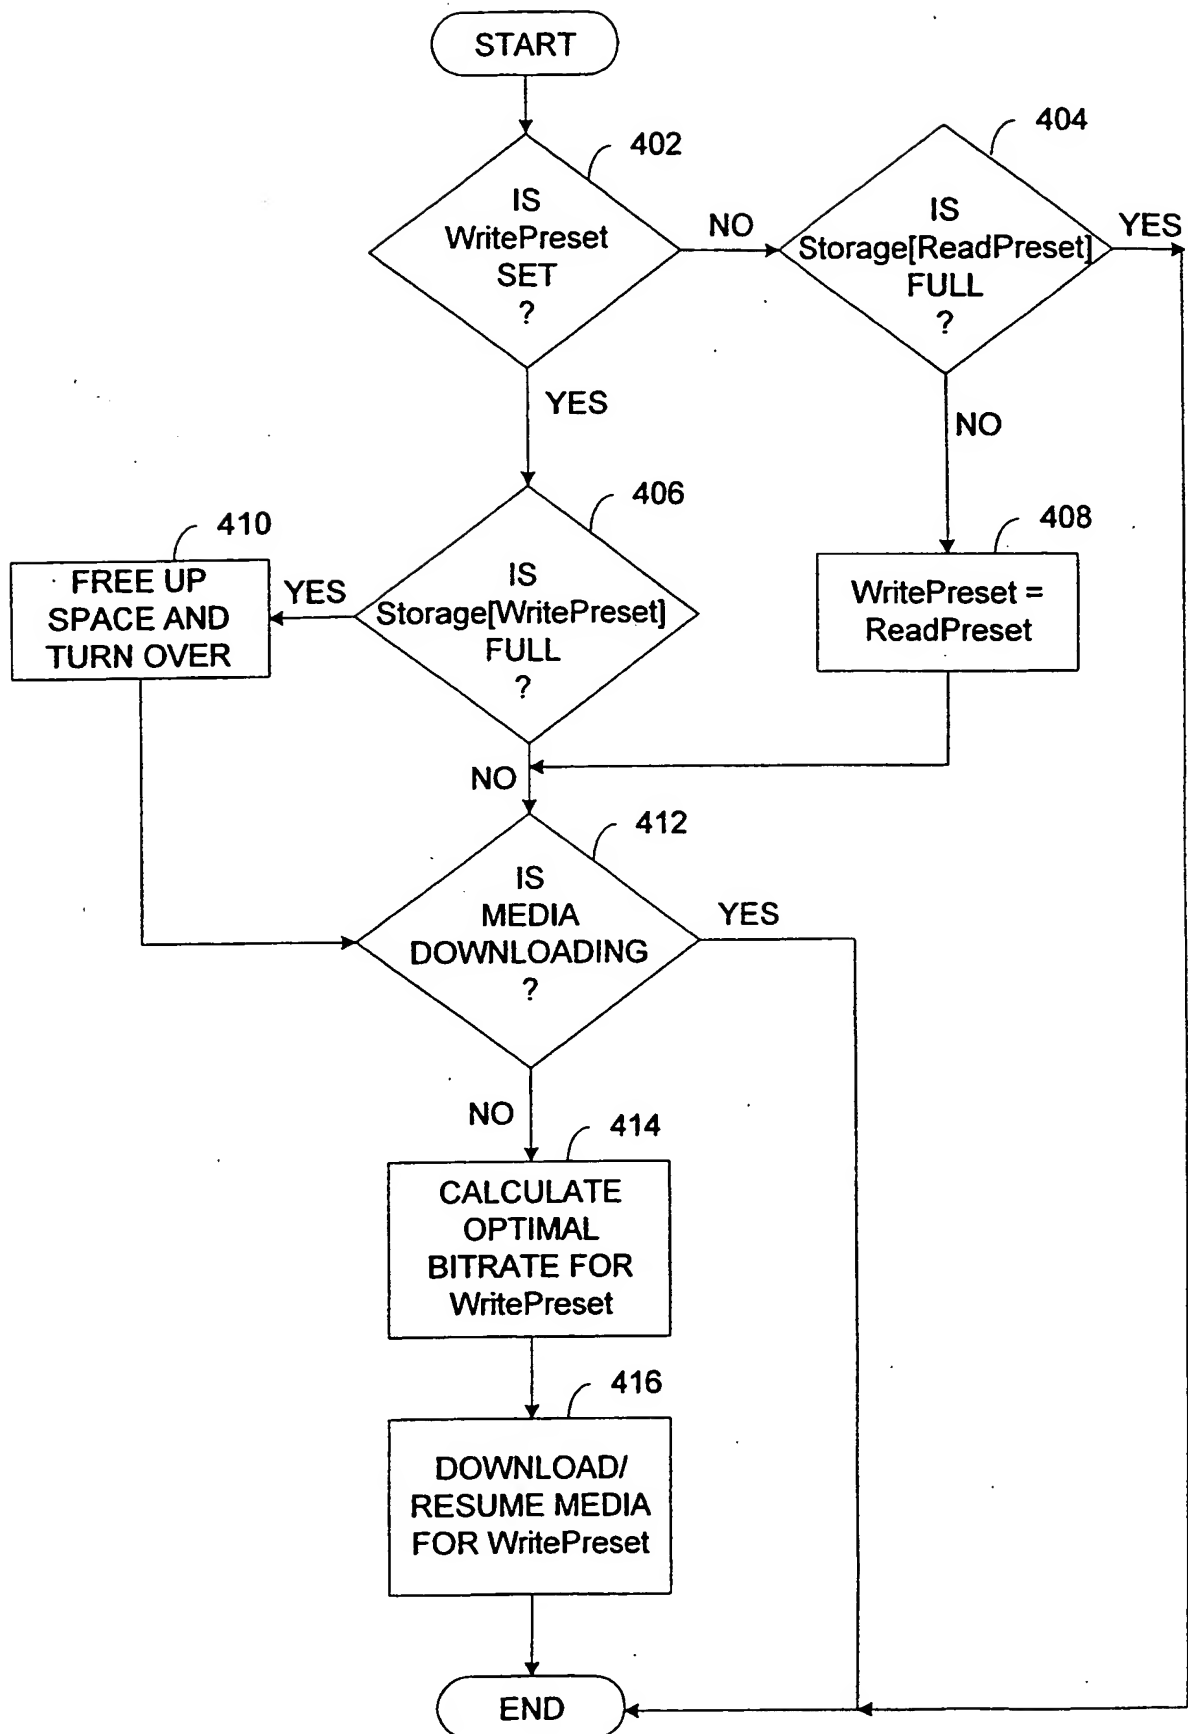 START
402
IS
WritePreset
SET
?
NO
404
IS
Storage[ReadPreset]
FULL
?
YES
YES
NO
406
IS
Storage[WritePreset]
FULL
?
YES
410
FREE UP
SPACE AND
TURN OVER
408
WritePreset =
ReadPreset
NO
412
IS
MEDIA
DOWNLOADING
?
YES
NO
414
CALCULATE
OPTIMAL
BITRATE FOR
WritePreset
416
DOWNLOAD/
RESUME MEDIA
FOR WritePreset
END